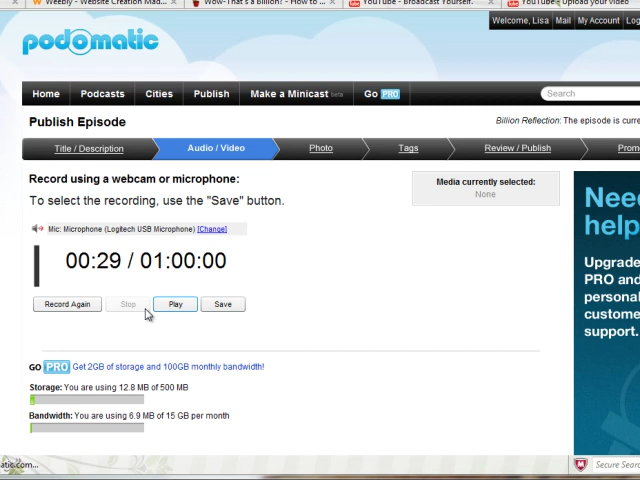 Weebly - Website Creation Mad...
Wow-That's a Billion! - How to ...
YouTube - Broadcast Yourself.
YouTube - Upload your video
Welcome, Lisa Mail My Account Log
podomatic
Home Podcasts Cities Publish Make a Minicast beta Go PRO
Search
Publish Episode
Billion Reflection: The episode is curre
Title / Description Audio / Video Photo Tags Review / Publish Promo
Record using a webcam or microphone:
To select the recording, use the "Save" button.
Media currently selected:
None
Mic: Microphone (Logitech USB Microphone) [Change]
00:29 / 01:00:00
Record Again Stop Play Save
Need
help
Upgrade
PRO and
persona
custome
support.
GO PRO Get 2GB of storage and 100GB monthly bandwidth!
Storage: You are using 12.8 MB of 500 MB
Bandwidth: You are using 6.9 MB of 15 GB per month
atic.com...
Secure Searc